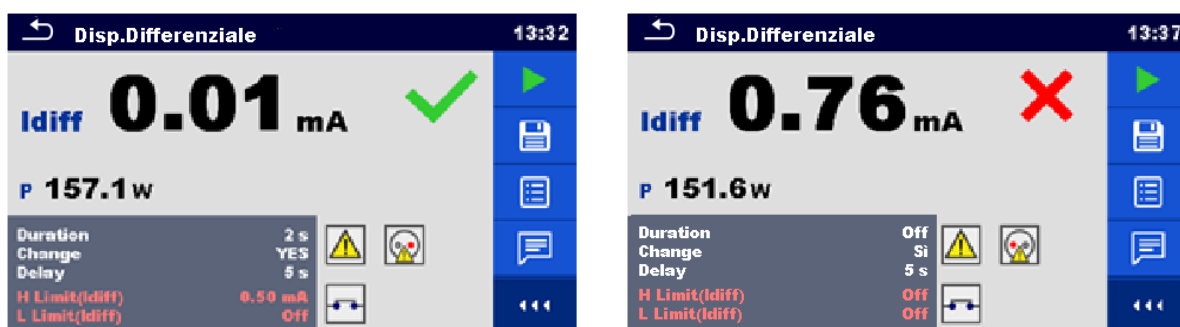 Disp.Differenziale 13:32
Idiff 0.01 mA
P 157.1 W
Duration 2 s
Change YES
Delay 5 s
H Limit(Idiff) 0.50 mA
L Limit(Idiff) Off
Disp.Differenziale 13:37
Idiff 0.76 mA
P 151.6 W
Duration Off
Change Sì
Delay 5 s
H Limit(Idiff) Off
L Limit(Idiff) Off